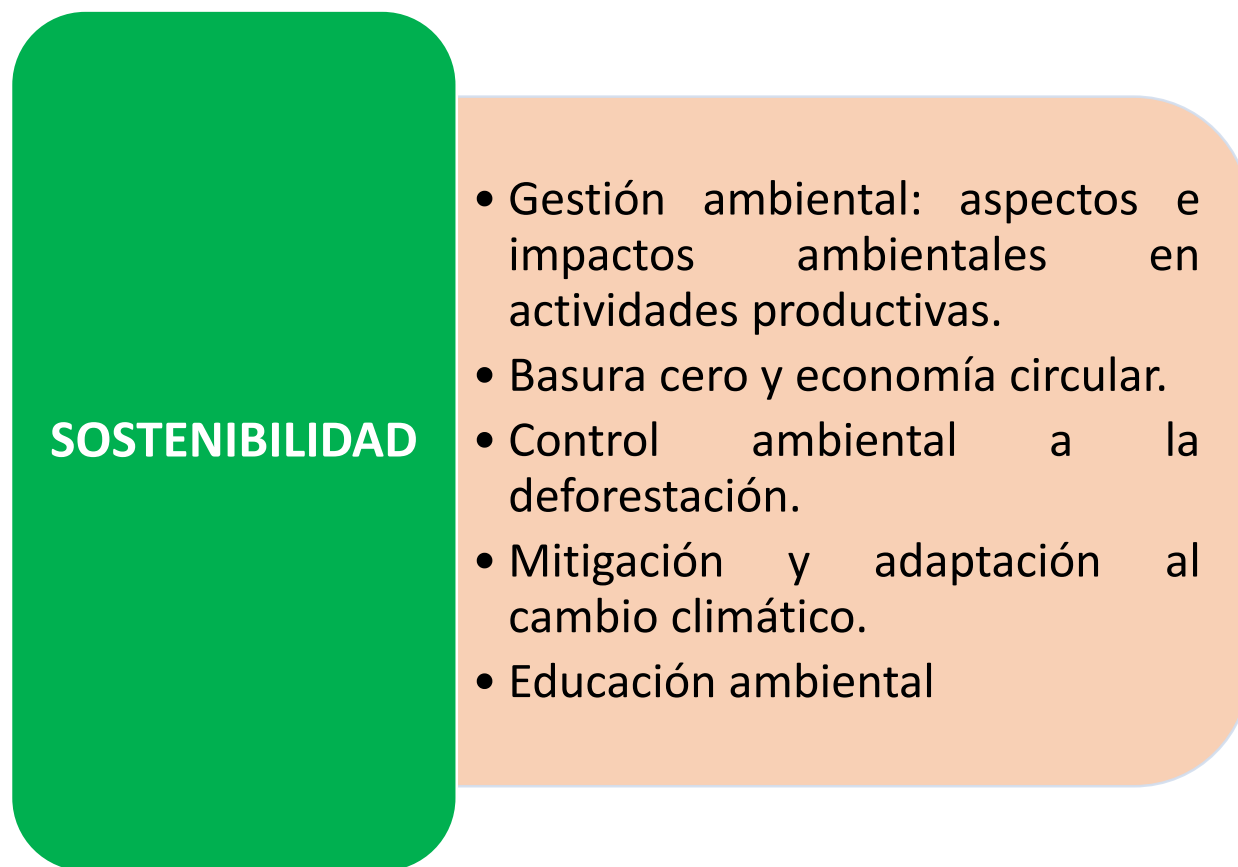 SOSTENIBILIDAD
• Gestión ambiental: aspectos e
impactos ambientales en
actividades productivas.
• Basura cero y economía circular.
• Control ambiental a la
deforestación.
• Mitigación y adaptación al
cambio climático.
• Educación ambiental